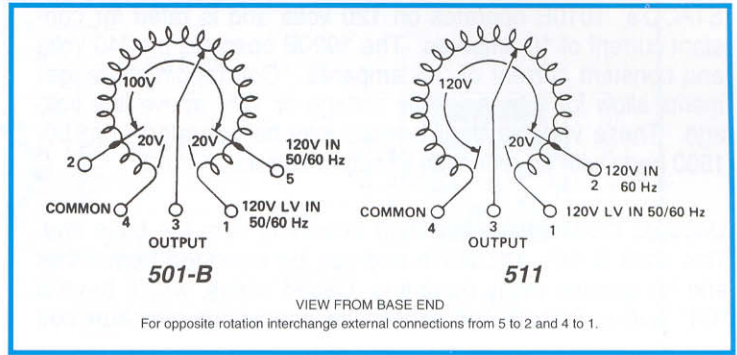 100V
20V
20V
2
120V IN
50/60 Hz
5
COMMON
4
3
1
120V LV IN
50/60 Hz
OUTPUT
501-B
120V
20V
120V IN
2
60 Hz
COMMON
4
3
1
120V LV IN 50/60 Hz
OUTPUT
511
VIEW FROM BASE END
For opposite rotation interchange external connections from 5 to 2 and 4 to 1.